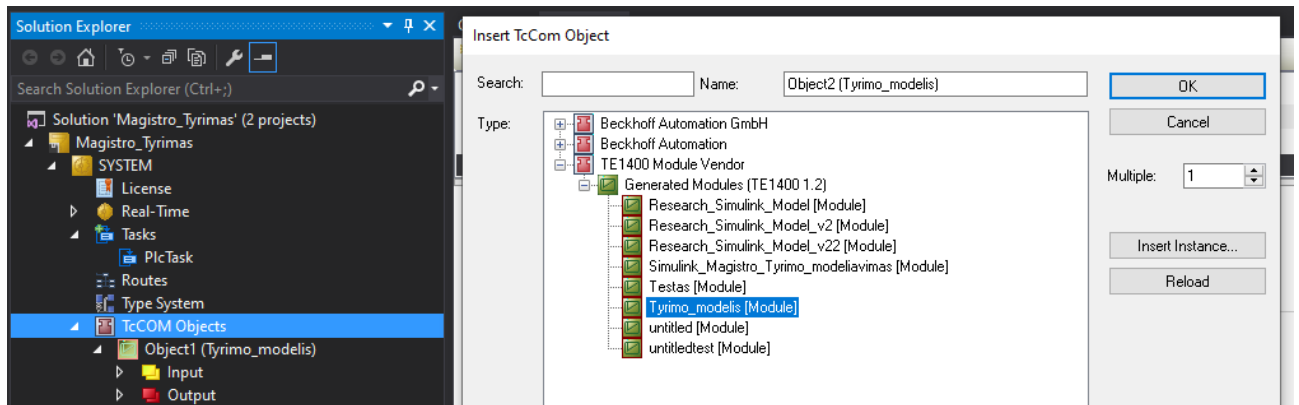 Solution Explorer
Search Solution Explorer (Ctrl+;)
Solution 'Magistro_Tyrimas' (2 projects)
Magistro_Tyrimas
SYSTEM
License
Real-Time
Tasks
PlcTask
Routes
Type System
TcCOM Objects
Object1 (Tyrimo_modelis)
Input
Output
Insert TcCom Object
Search:
Name: Object2 (Tyrimo_modelis)
OK
Type:
Cancel
Multiple: 1
Insert Instance...
Reload
Beckhoff Automation GmbH
Beckhoff Automation
TE1400 Module Vendor
Generated Modules (TE1400 1.2)
Research_Simulink_Model [Module]
Research_Simulink_Model_v2 [Module]
Research_Simulink_Model_v22 [Module]
Simulink_Magistro_Tyrimo_modeliavimas [Module]
Testas [Module]
Tyrimo_modelis [Module]
untitled [Module]
untitledtest [Module]